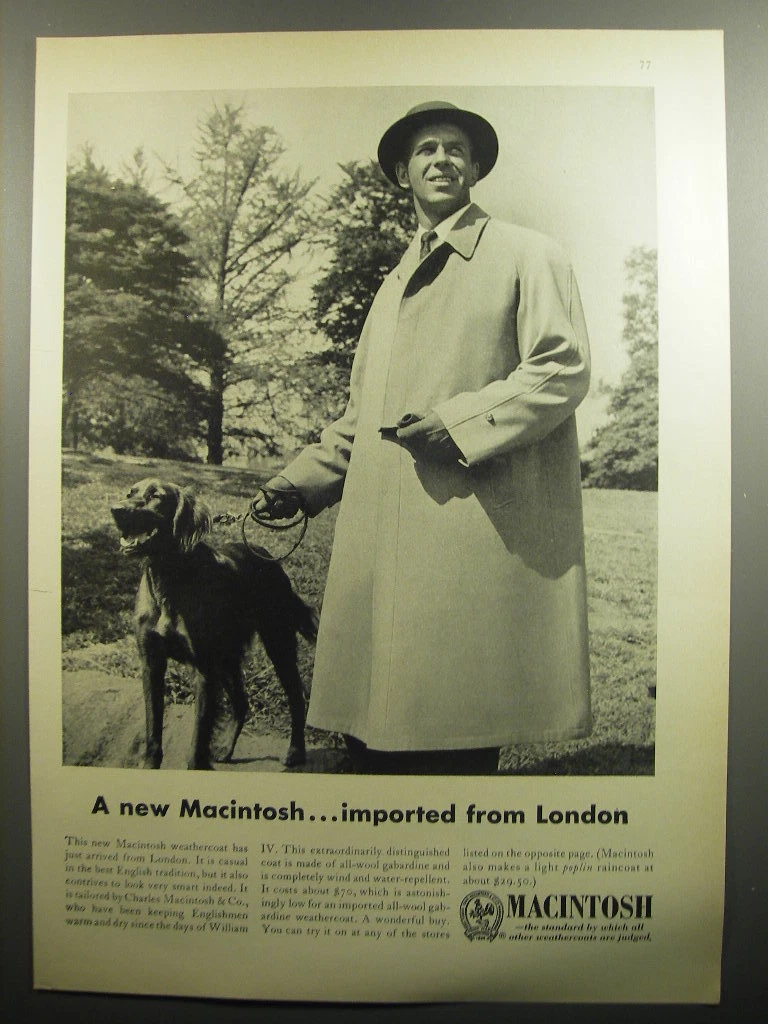 77
A new Macintosh...imported from London
This new Macintosh weathercoat has
just arrived from London. It is casual
in the best English tradition, but it also
contrives to look very smart indeed. It
is tailored by Charles Macintosh & Co.,
who have been keeping Englishmen
warm and dry since the days of William
IV. This extraordinarily distinguished
coat is made of all-wool gabardine and
is completely wind and water-repellent.
It costs about $70, which is astonish-
ingly low for an imported all-wool gab-
ardine weathercoat. A wonderful buy.
You can try it on at any of the stores
listed on the opposite page. (Macintosh
also makes a light poplin raincoat at
about $29.50.)
MACINTOSH
—the standard by which all
® other weathercoats are judged.